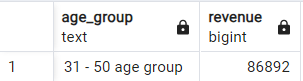 age_group revenue
text bigint
1 31 - 50 age group 86892